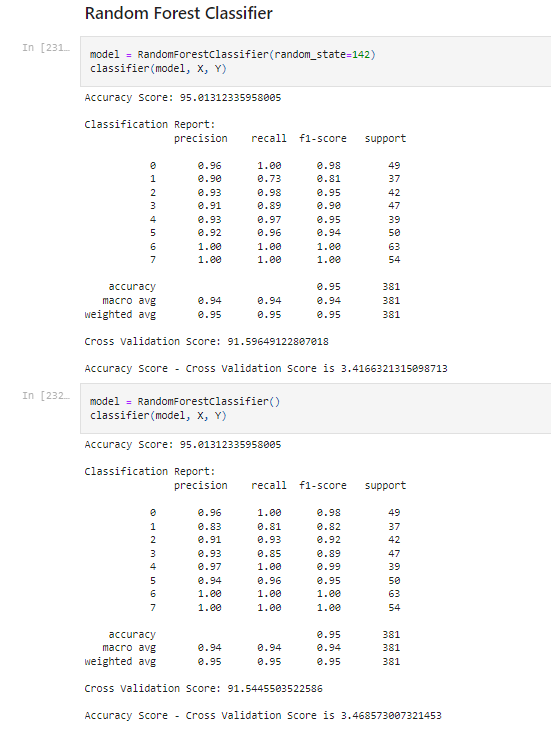 Random Forest Classifier
In [231…
model = RandomForestClassifier(random_state=142)
classifier(model, X, Y)
Accuracy Score: 95.01312335958005
Classification Report:
precision recall f1-score support
0 0.96 1.00 0.98 49
1 0.90 0.73 0.81 37
2 0.93 0.98 0.95 42
3 0.91 0.89 0.90 47
4 0.93 0.97 0.95 39
5 0.92 0.96 0.94 50
6 1.00 1.00 1.00 63
7 1.00 1.00 1.00 54
accuracy 0.95 381
macro avg 0.94 0.94 0.94 381
weighted avg 0.95 0.95 0.95 381
Cross Validation Score: 91.59649122807018
Accuracy Score - Cross Validation Score is 3.4166321315098713
In [232…
model = RandomForestClassifier()
classifier(model, X, Y)
Accuracy Score: 95.01312335958005
Classification Report:
precision recall f1-score support
0 0.96 1.00 0.98 49
1 0.83 0.81 0.82 37
2 0.91 0.93 0.92 42
3 0.93 0.85 0.89 47
4 0.97 1.00 0.99 39
5 0.94 0.96 0.95 50
6 1.00 1.00 1.00 63
7 1.00 1.00 1.00 54
accuracy 0.95 381
macro avg 0.94 0.94 0.94 381
weighted avg 0.95 0.95 0.95 381
Cross Validation Score: 91.5445503522586
Accuracy Score - Cross Validation Score is 3.468573007321453